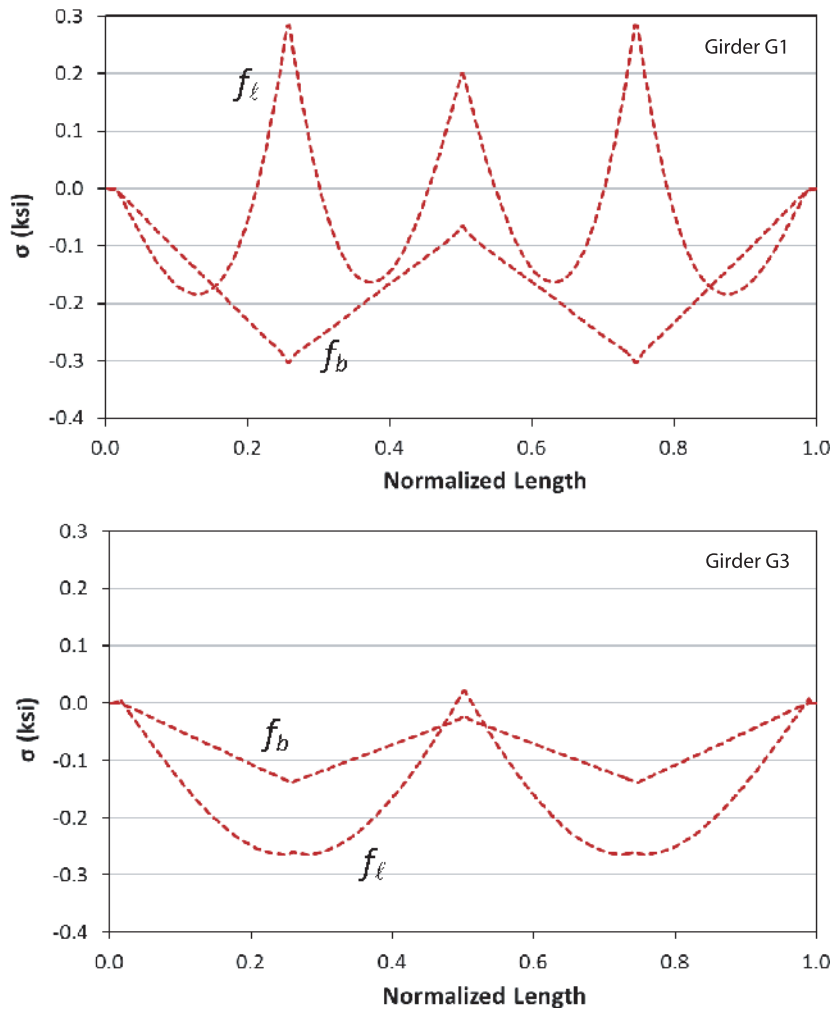 0.3
Girder G1
0.2
fℓ
0.1
0.0
σ (ksi)
-0.1
-0.2
-0.3
fb
-0.4
0.0 0.2 0.4 0.6 0.8 1.0
Normalized Length
0.3
Girder G3
0.2
0.1
0.0
σ (ksi)
fb
-0.1
-0.2
fℓ
-0.3
-0.4
0.0 0.2 0.4 0.6 0.8 1.0
Normalized Length